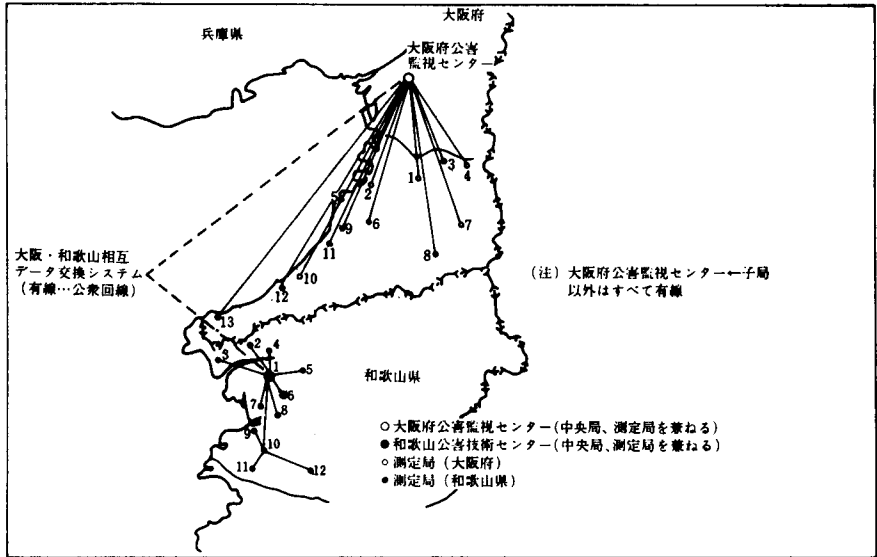 大阪府
兵庫県
大阪府公害
監視センター
3
1
4
2
5
6
7
9
11
8
10
12
13
大阪・和歌山相互
データ交換システム
(有線…公衆回線)
(注) 大阪府公害監視センター←子局
以外はすべて有線
2
4
3
1
5
和歌山県
6
7
8
9
10
11
12
○大阪府公害監視センター(中央局、測定局を兼ねる)
●和歌山公害技術センター(中央局、測定局を兼ねる)
○測定局(大阪府)
●測定局(和歌山県)